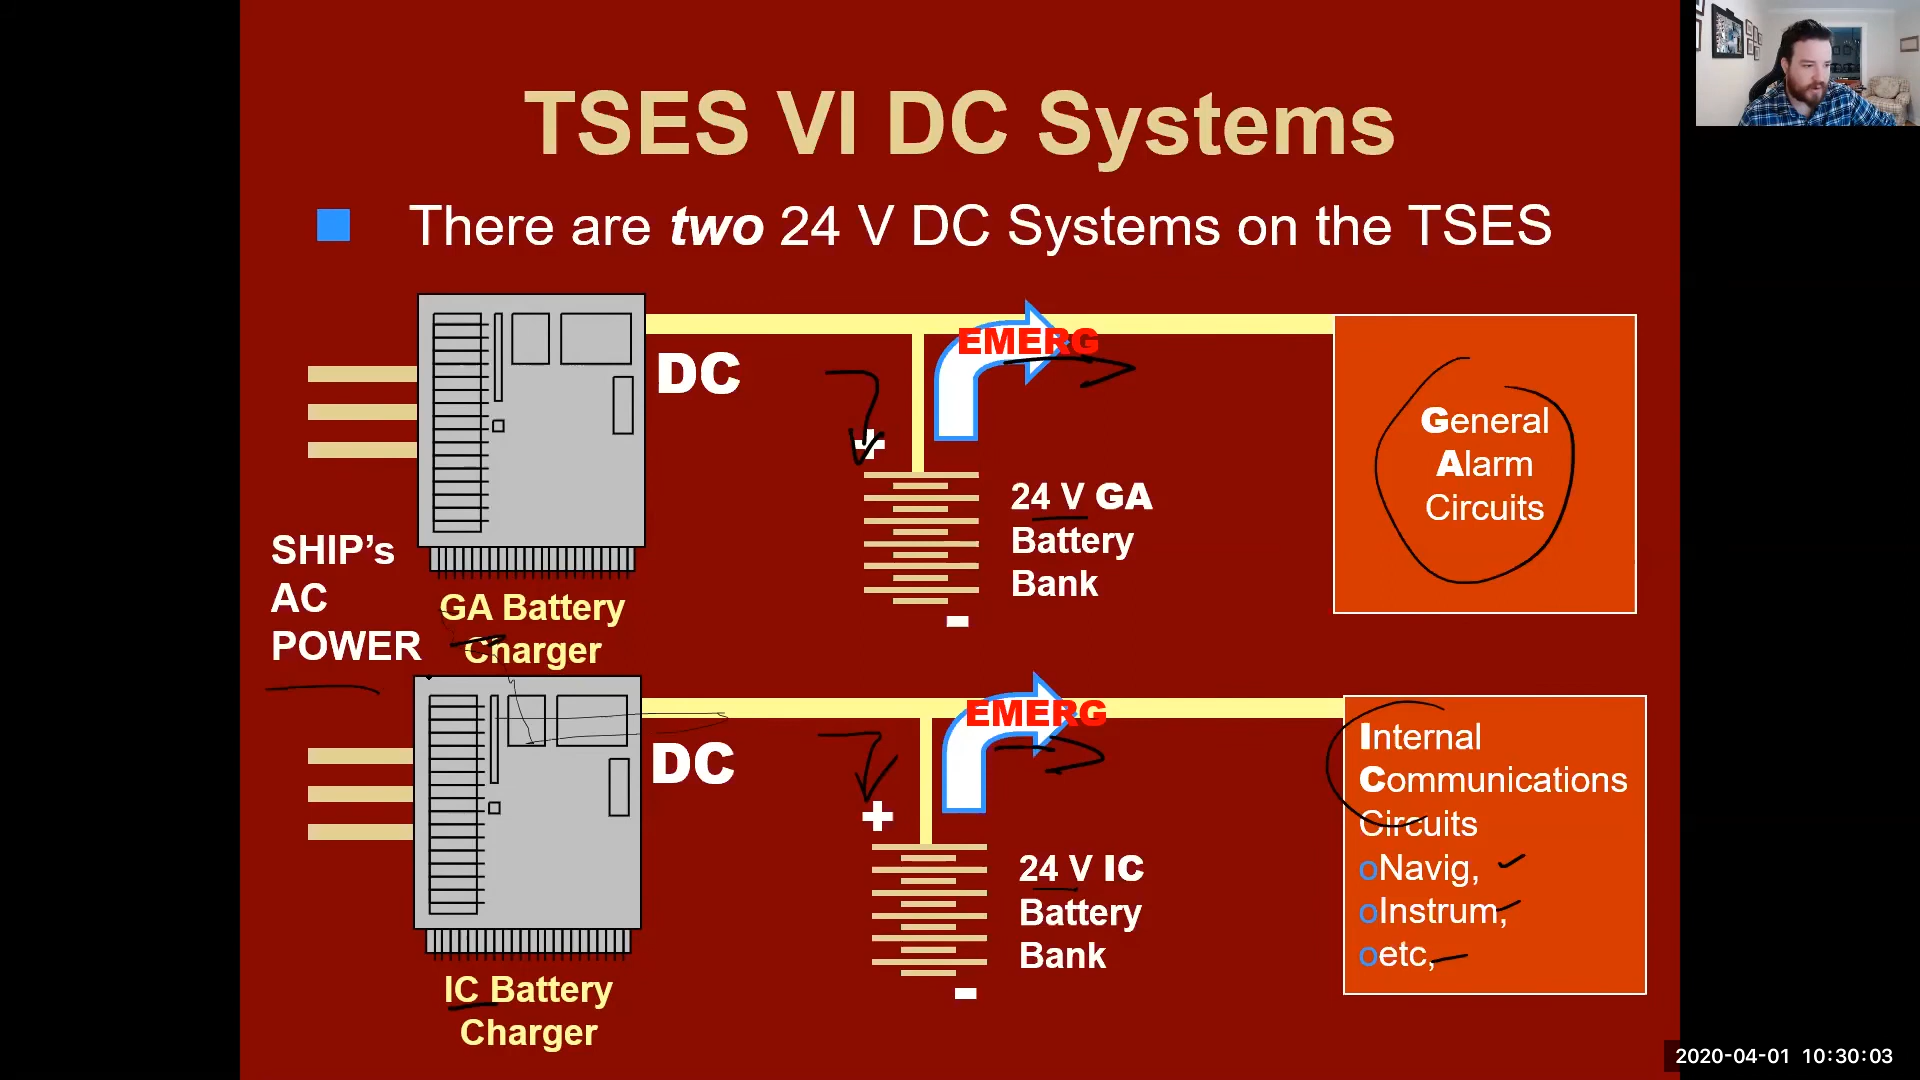 TSES VI DC Systems
There are two 24 V DC Systems on the TSES
EMERG
DC
+
General
Alarm
Circuits
24 V GA
Battery
Bank
-
SHIP's
AC
POWER
GA Battery
Charger
EMERG
DC
+
Internal
Communications
Circuits
oNavig,
oInstrum,
oetc,
24 V IC
Battery
Bank
-
IC Battery
Charger
2020-04-01 10:30:03